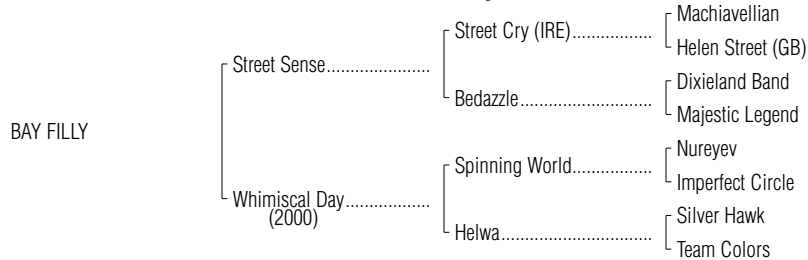 Machiavellian
Street Cry (IRE)..................
Helen Street (GB)
Street Sense......................
Dixieland Band
Bedazzle..............................
Majestic Legend
BAY FILLY
Nureyev
Spinning World...................
Imperfect Circle
Whimiscal Day..................
(2000)
Silver Hawk
Helwa..................................
Team Colors